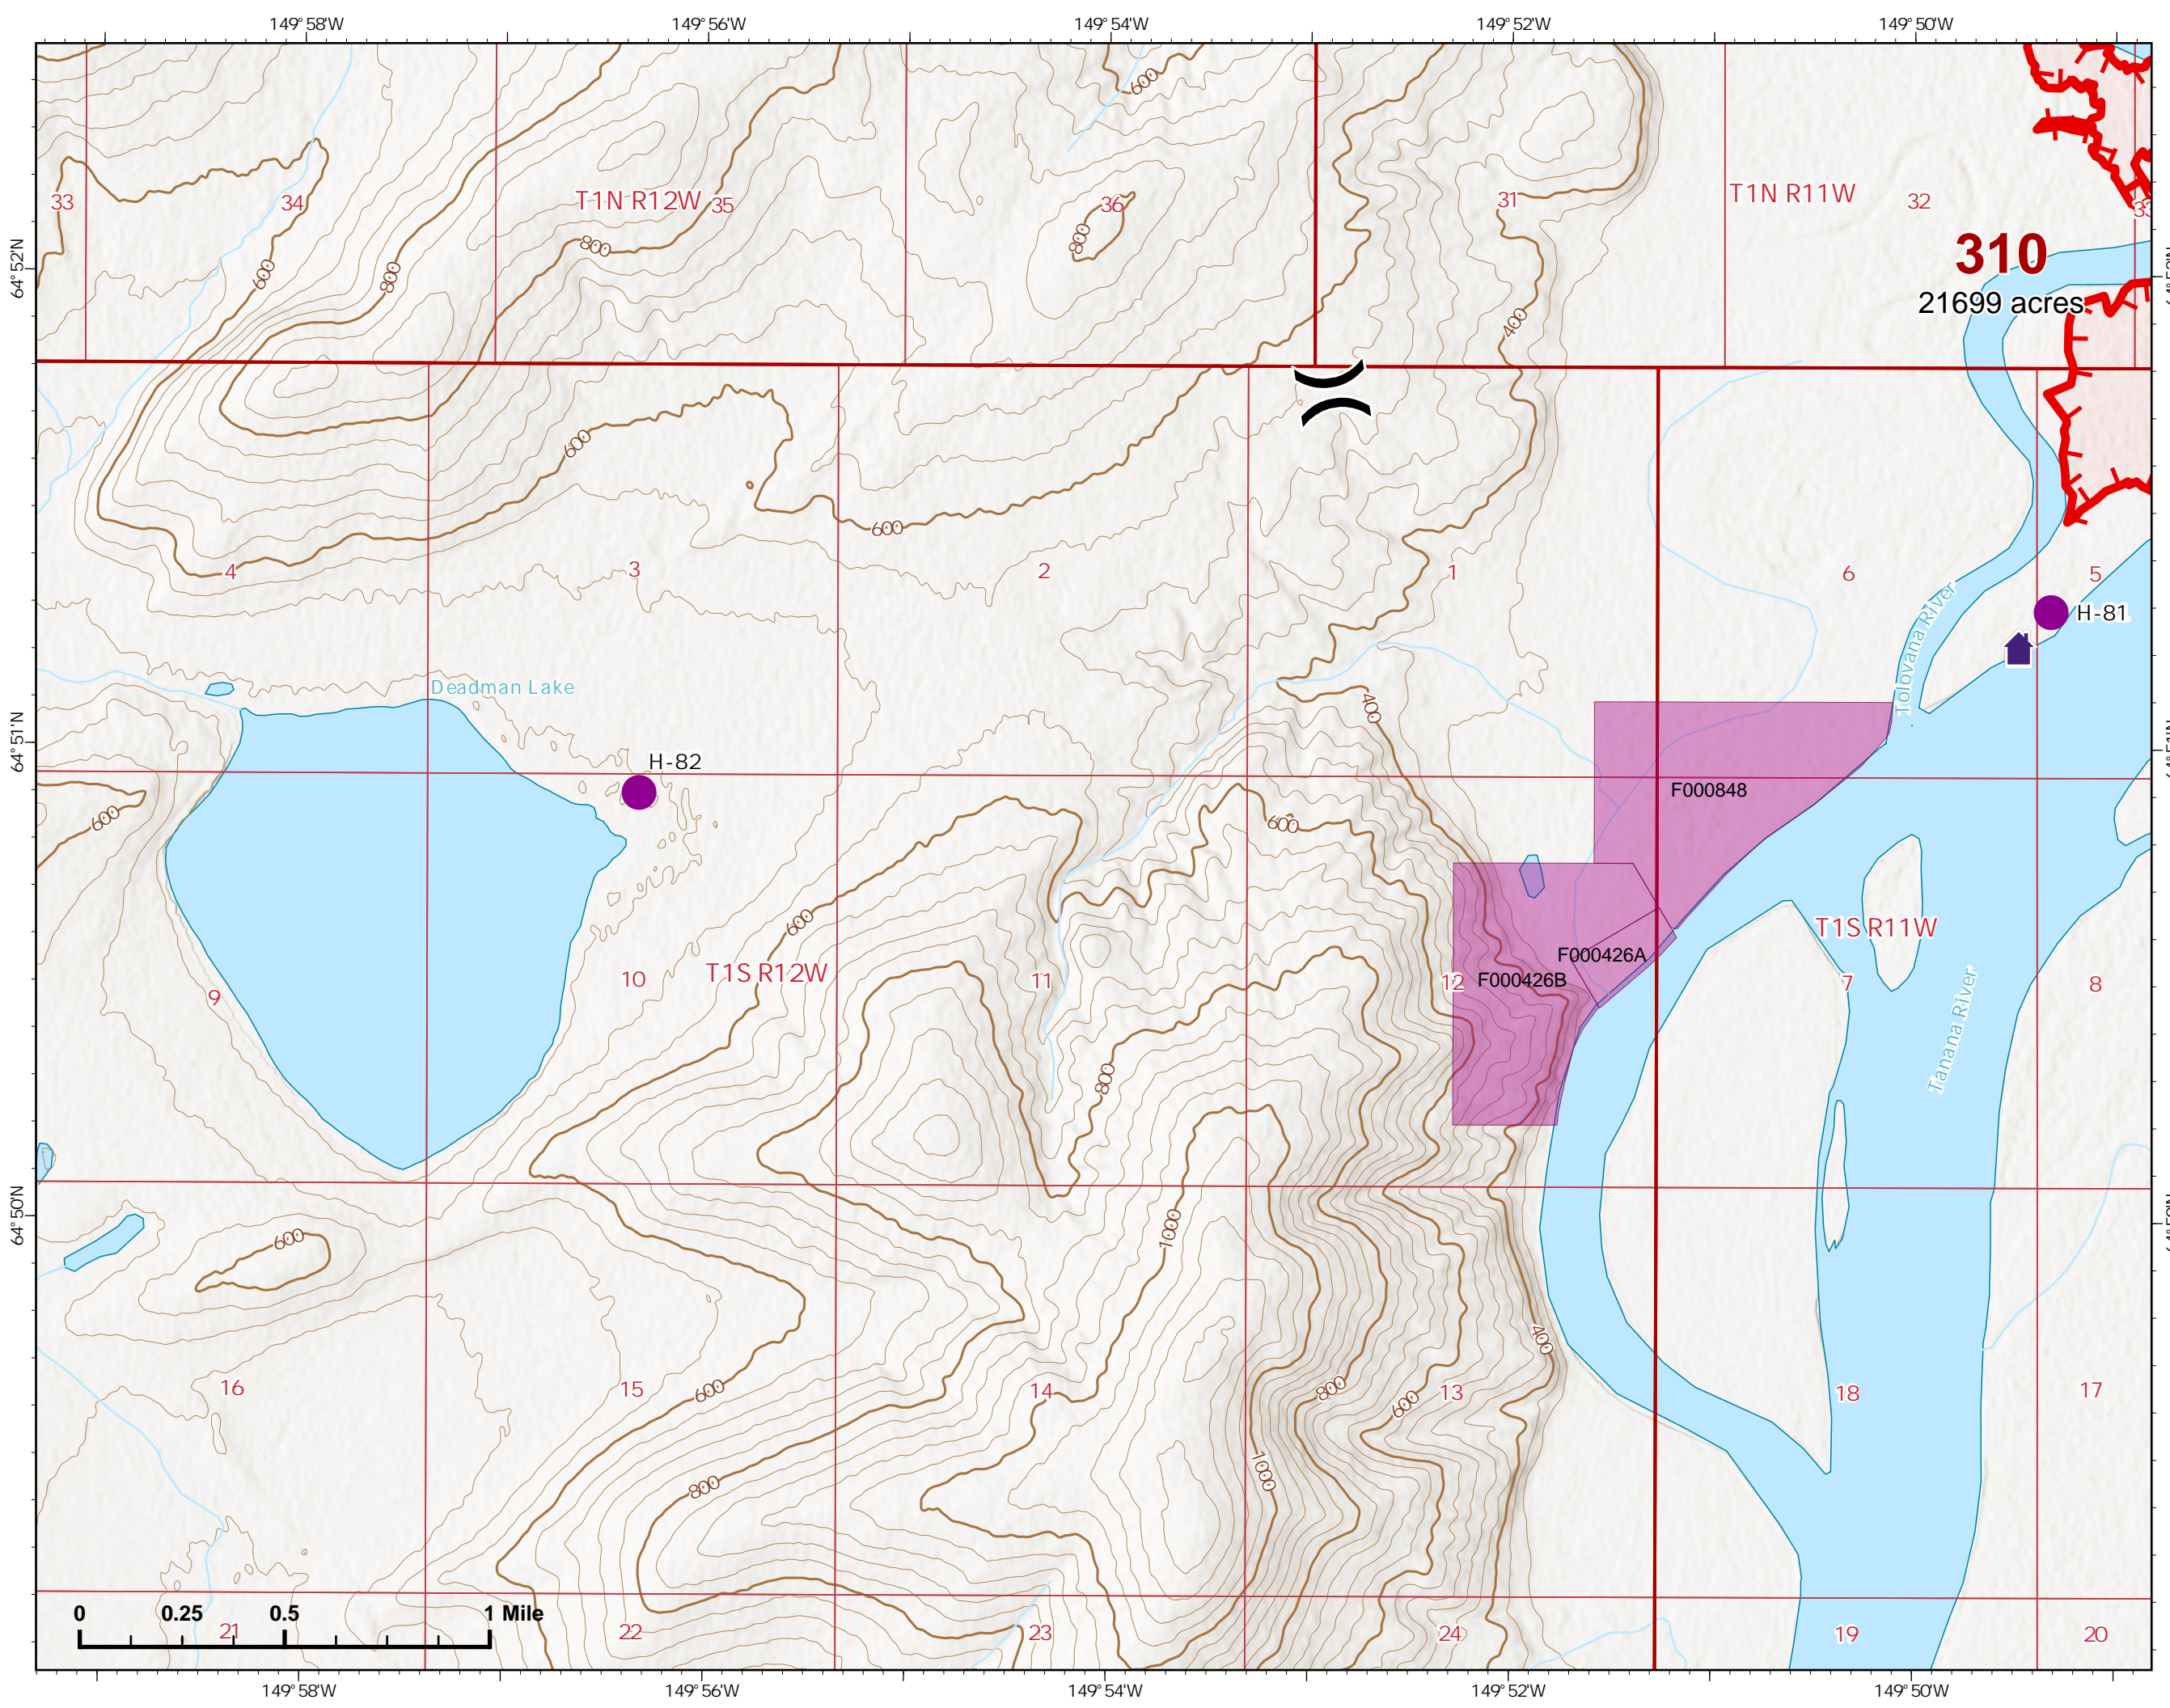 149°58'W 149°56'W 149°54'W 149°52'W 149°50'W
600
33 34 T1N R12W 35 36 31 T1N R11W 32 33
64°52'N
600 800 800 800
310
21699 acres
400
600
600
4 3 2 1 6 5
Tolovana River
H-81
Deadman Lake
400
64°51'N
H-82
F000848
600 600
600
T1S R11W
F000426A
9 10 T1S R12W 11 12 F000426B 7 8
Tanana River
800
64°50'N
600 1000
400
16 15 600 14 800 600 13 18 17
800 1000
0 0.25 0.5 1 Mile
21 22 23 24 19 20
149°58'W 149°56'W 149°54'W 149°52'W 149°50'W